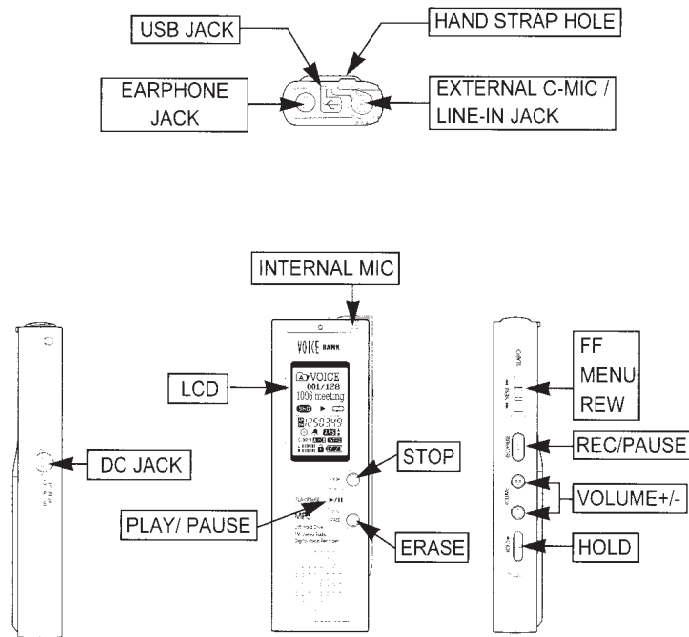 USB JACK
HAND STRAP HOLE
EARPHONE
JACK
EXTERNAL C-MIC /
LINE-IN JACK
INTERNAL MIC
VOICE BANK
LCD
VOICE
001/128
100% meeting
FF
MENU
REW
REC/PAUSE
DC JACK
STOP
VOLUME+/-
PLAY/ PAUSE
ERASE
HOLD